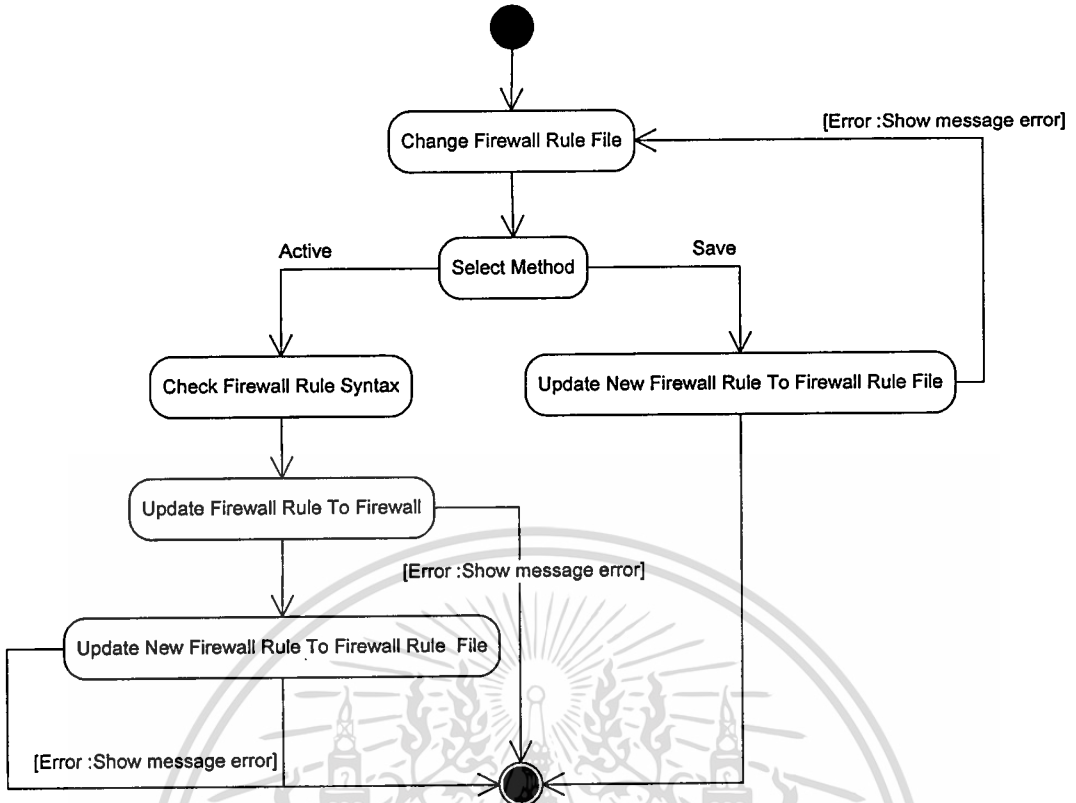 Change Firewall Rule File
[Error :Show message error]
Select Method
Active
Save
Check Firewall Rule Syntax
Update New Firewall Rule To Firewall Rule File
Update Firewall Rule To Firewall
[Error :Show message error]
Update New Firewall Rule To Firewall Rule File
[Error :Show message error]